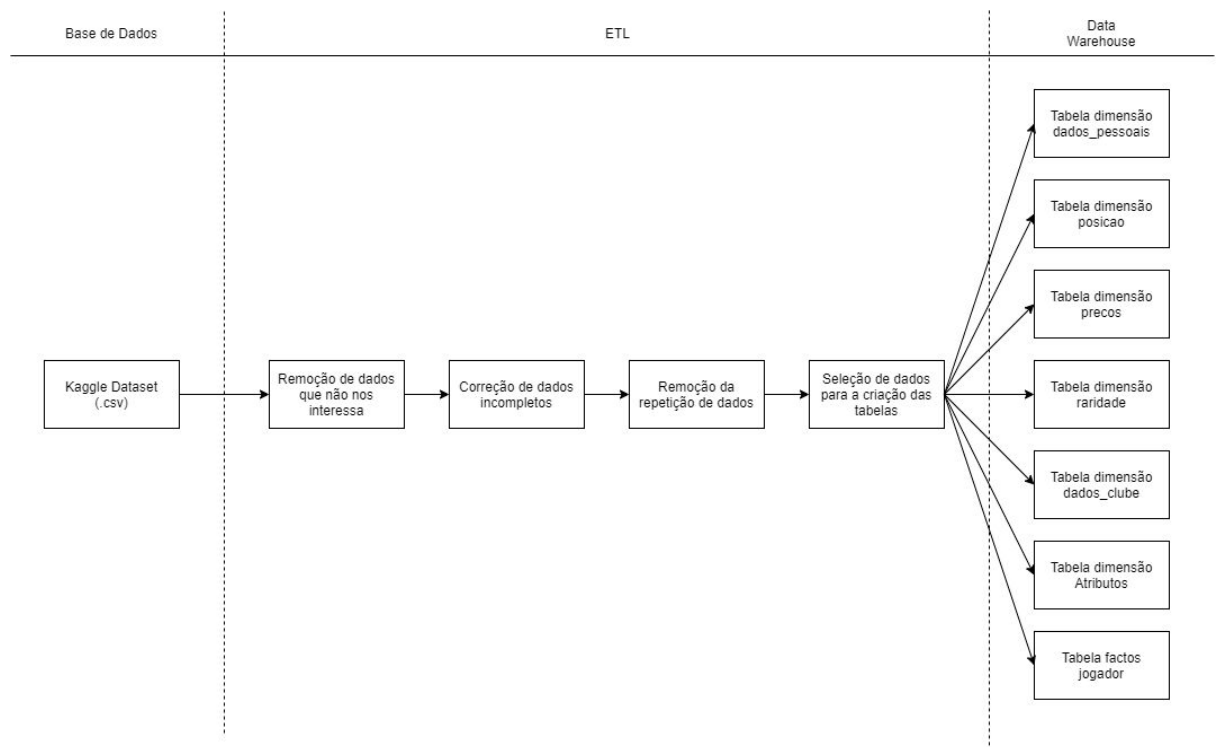 Base de Dados
ETL
Data
Warehouse
Kaggle Dataset
(.csv)
Remoção de dados
que não nos
interessa
Correção de dados
incompletos
Remoção da
repetição de dados
Seleção de dados
para a criação das
tabelas
Tabela dimensão
dados_pessoais
Tabela dimensão
posicao
Tabela dimensão
precos
Tabela dimensão
raridade
Tabela dimensão
dados_clube
Tabela dimensão
Atributos
Tabela factos
jogador